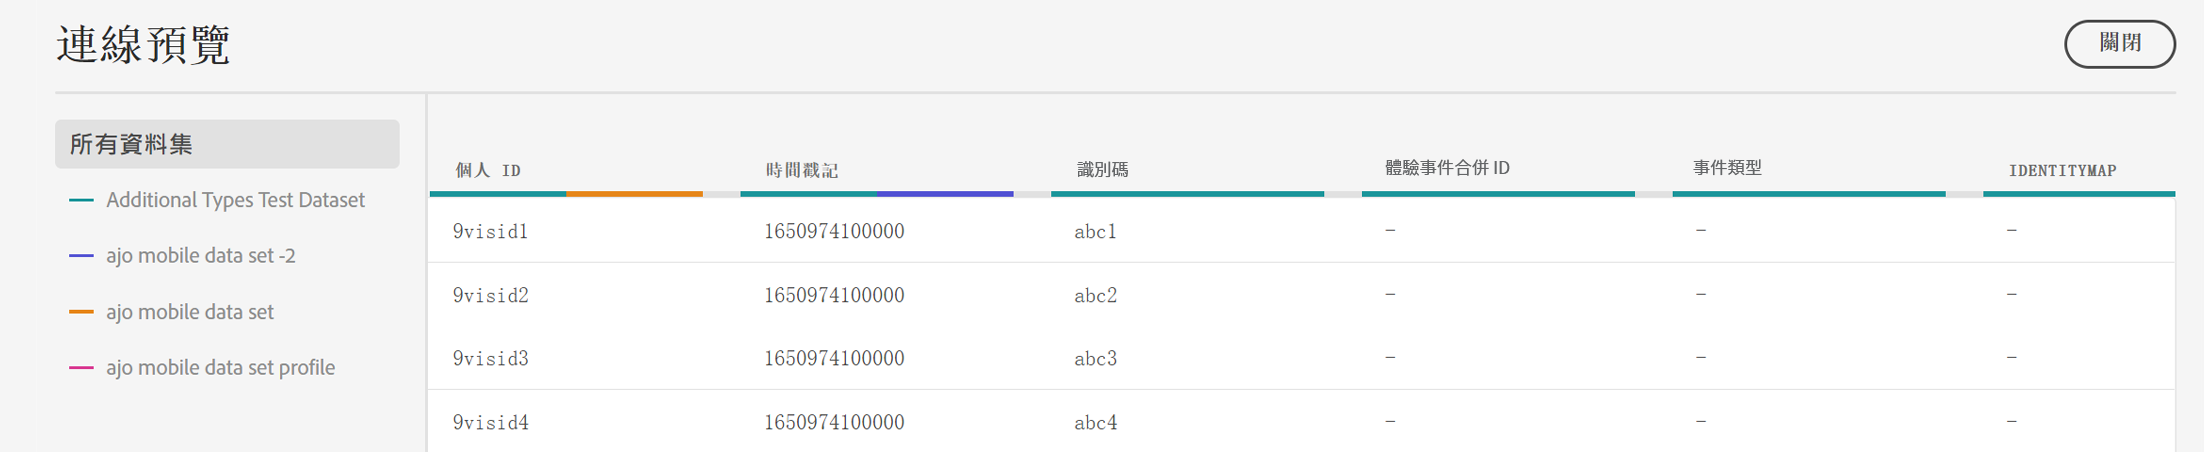 連線預覽
關閉
所有資料集
Additional Types Test Dataset
ajo mobile data set -2
ajo mobile data set
ajo mobile data set profile
個人 ID 時間戳記 識別碼 體驗事件合併 ID 事件類型 IDENTITYMAP
9visid1 1650974100000 abc1 – – –
9visid2 1650974100000 abc2 – – –
9visid3 1650974100000 abc3 – – –
9visid4 1650974100000 abc4 – – –